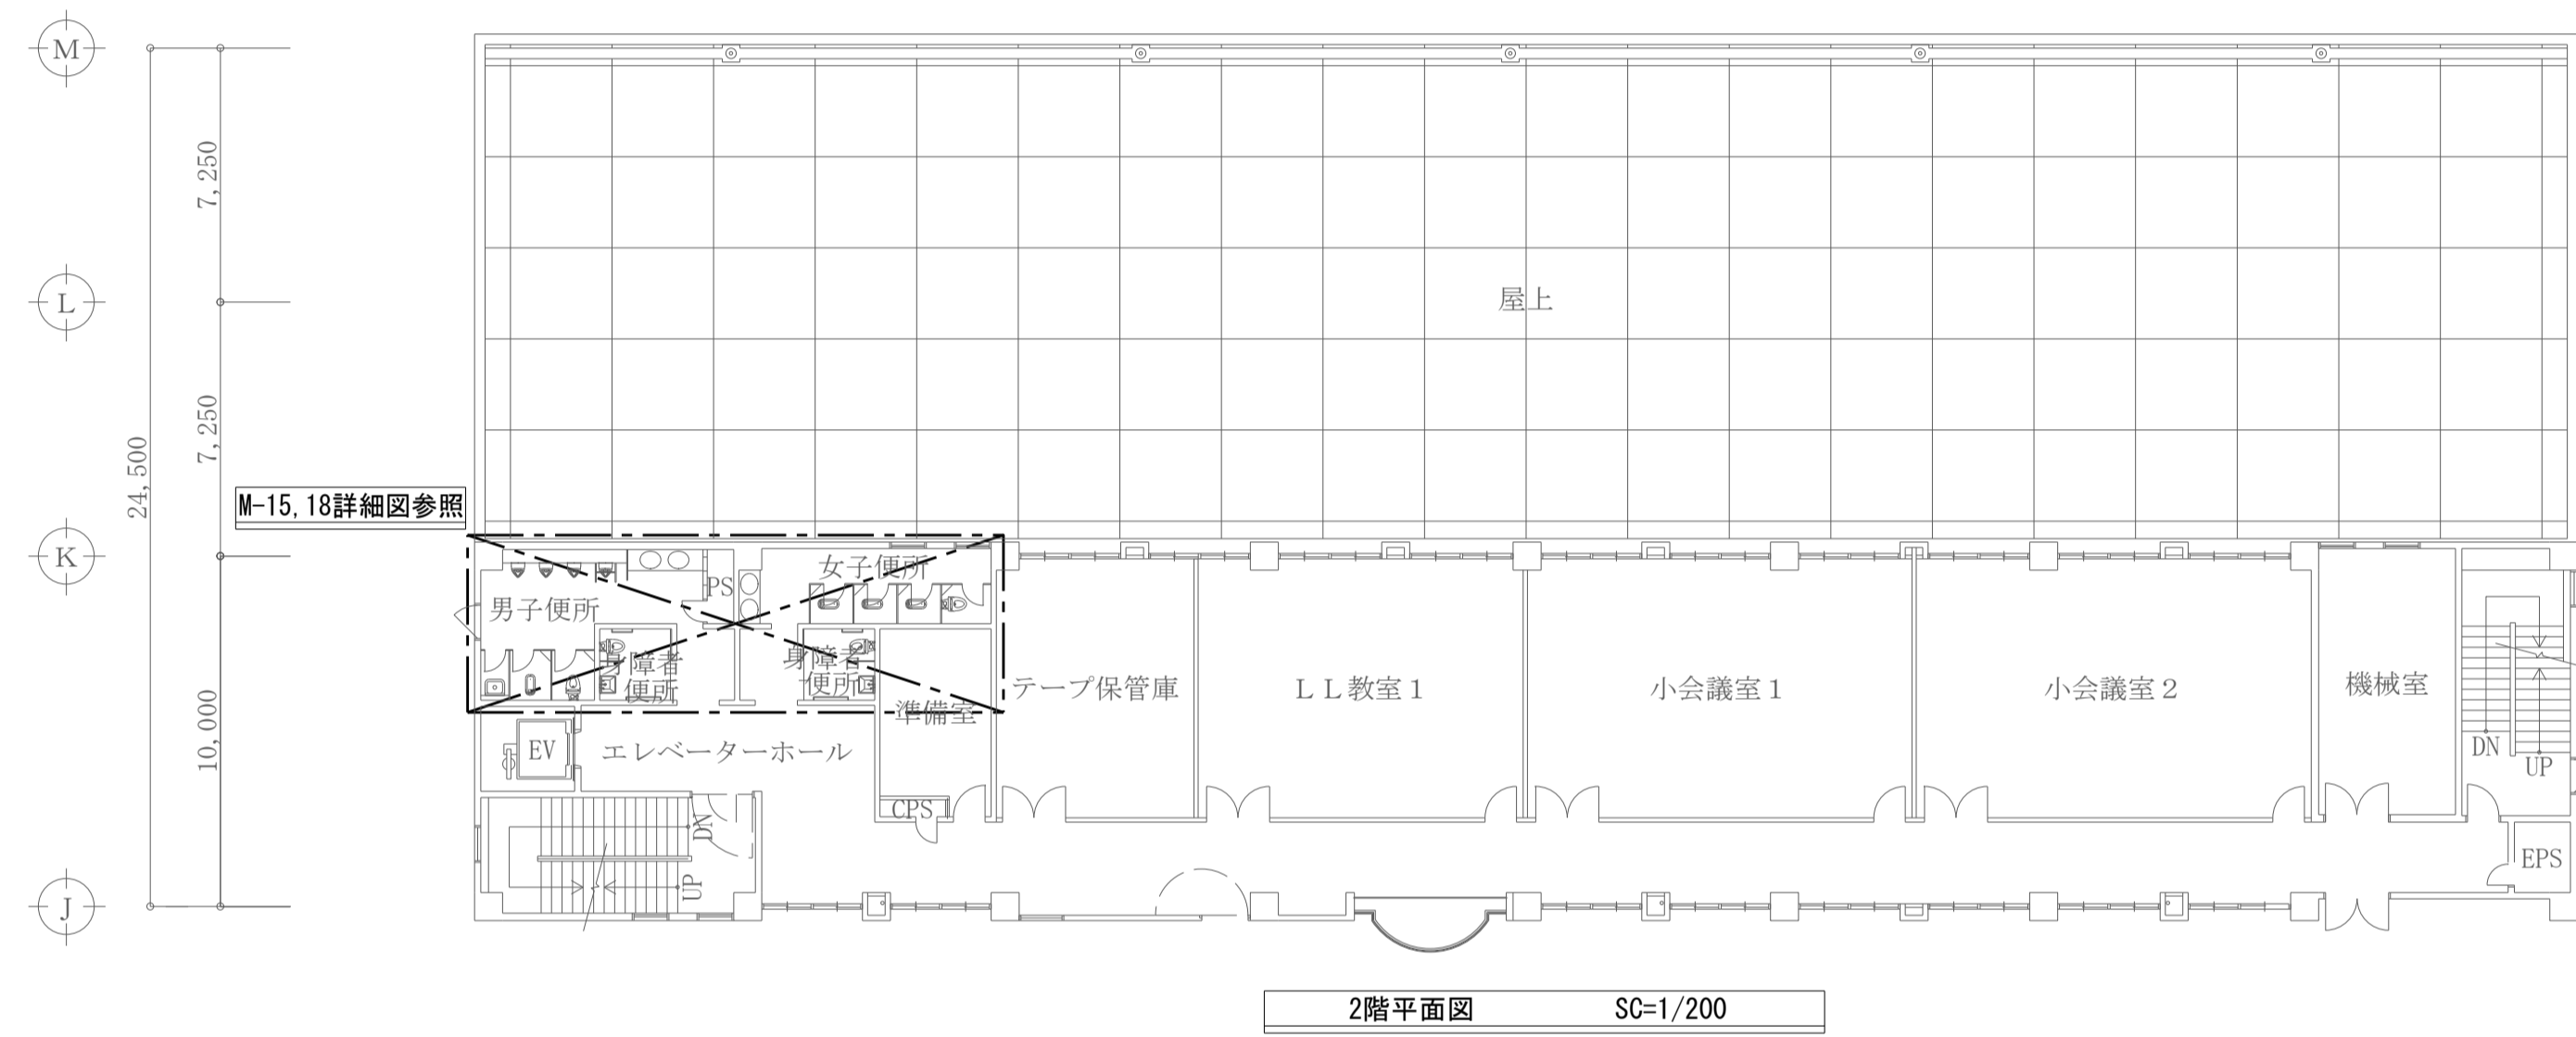 M
7,250
L
屋上
7,250
24,500
M-15,18詳細図参照
K
女子便所
PS
男子便所
身障者
便所
身障者
便所
準備室
テープ保管庫
ＬＬ教室１
小会議室１
小会議室２
機械室
10,000
EV
エレベーターホール
DN
UP
CPS
DN
UP
EPS
J
2階平面図 SC=1/200